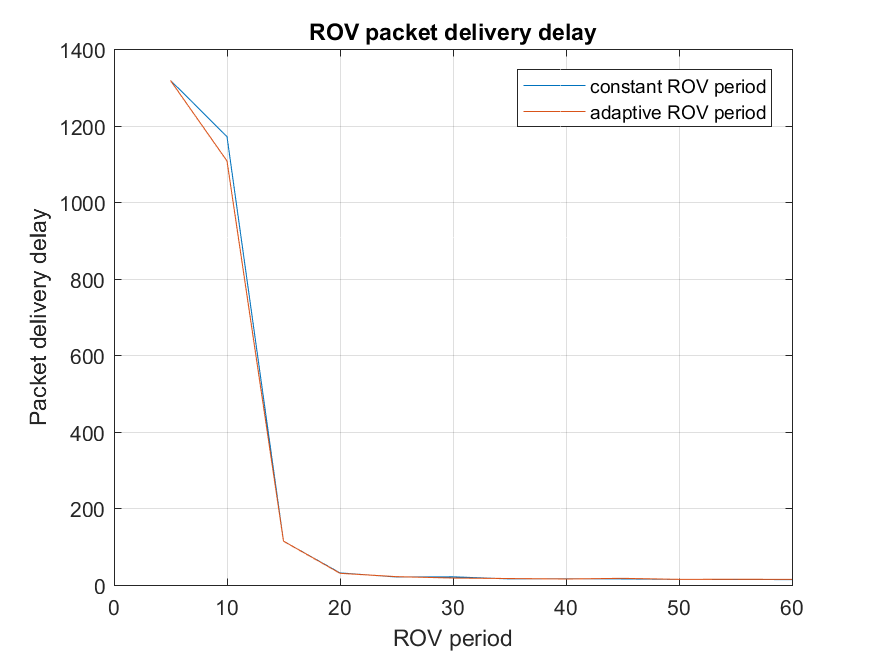 ROV packet delivery delay
1400
1200
1000
800
600
400
200
0
Packet delivery delay
constant ROV period
adaptive ROV period
0 10 20 30 40 50 60
ROV period